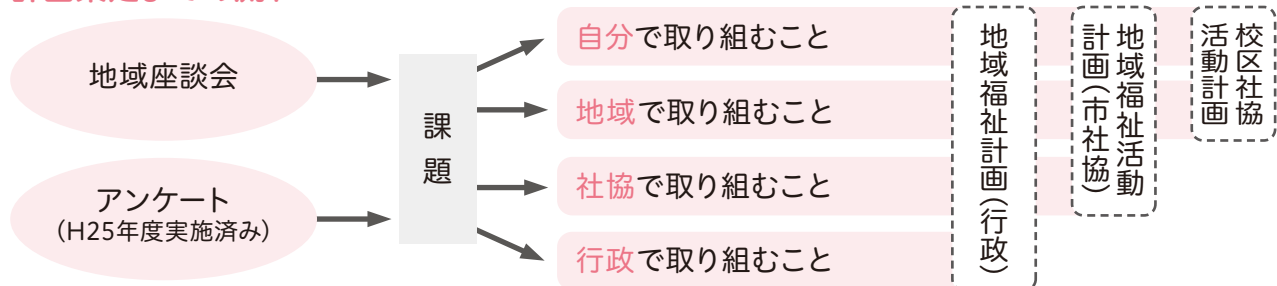 地域座談会
アンケート
(H25年度実施済み)
課題
自分で取り組むこと
地域で取り組むこと
社協で取り組むこと
行政で取り組むこと
地域福祉計画(行政)
地域福祉活動
計画(市社協)
校区社協
活動計画